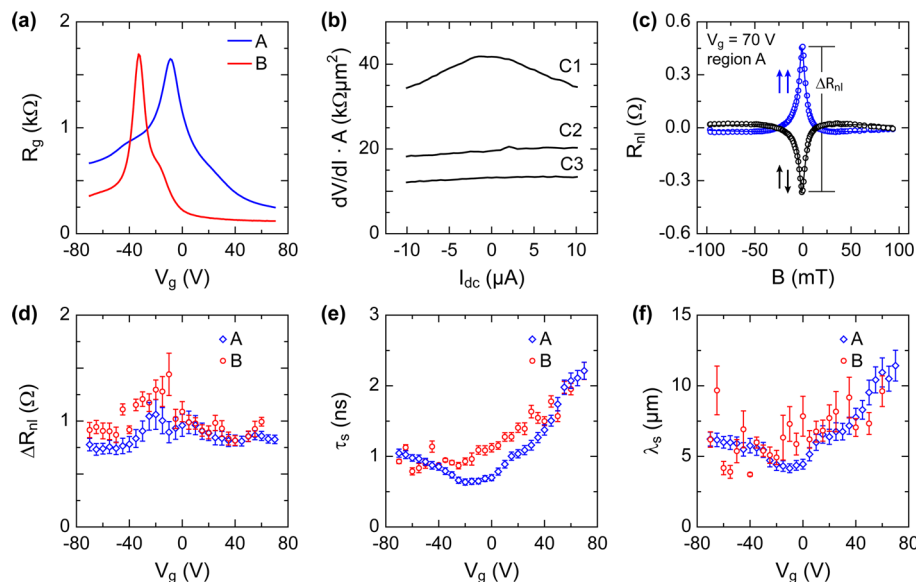 (a)
2
1
0
R_g (kΩ)
-80 -40 0 40 80
V_g (V)
A
B
(b)
40
20
0
dV/dI · A (kΩμm²)
-10 -5 0 5 10
I_dc (μA)
C1
C2
C3
(c)
0.6
0.3
0.0
-0.3
-0.6
R_nl (Ω)
-100 -50 0 50 100
B (mT)
V_g = 70 V
region A
ΔR_nl
(d)
2
1
0
ΔR_nl (Ω)
-80 -40 0 40 80
V_g (V)
A
B
(e)
3
2
1
0
τ_s (ns)
-80 -40 0 40 80
V_g (V)
A
B
(f)
15
10
5
0
λ_s (μm)
-80 -40 0 40 80
V_g (V)
A
B